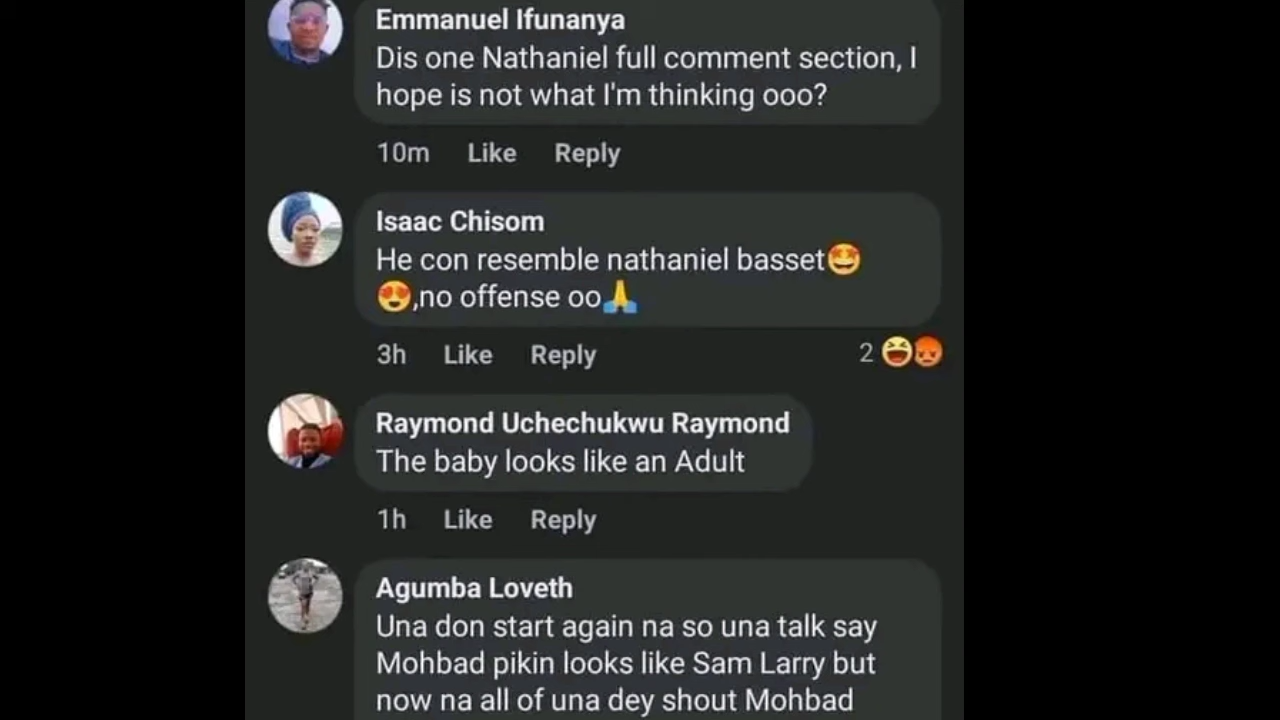 Emmanuel Ifunanya
Dis one Nathaniel full comment section, I
hope is not what I'm thinking ooo?
10m Like Reply
Isaac Chisom
He con resemble nathaniel basset🤩
😍,no offense oo🙏
3h Like Reply 2 😆😡
Raymond Uchechukwu Raymond
The baby looks like an Adult
1h Like Reply
Agumba Loveth
Una don start again na so una talk say
Mohbad pikin looks like Sam Larry but
now na all of una dey shout Mohbad